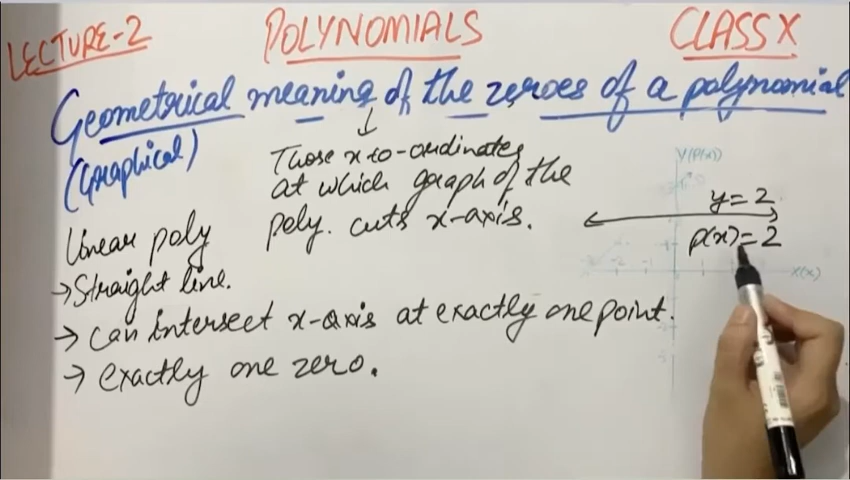 LECTURE-2 POLYNOMIALS CLASS X
Geometrical meaning of the zeroes of a polynomial
(Graphical)
Those x co-ordinates
at which graph of the
poly. cuts x-axis.
Linear poly
→ Straight line.
→ Can intersect x-axis at exactly one point.
→ exactly one zero.
Y(P(x))
y=2
p(x)=2
X(x)